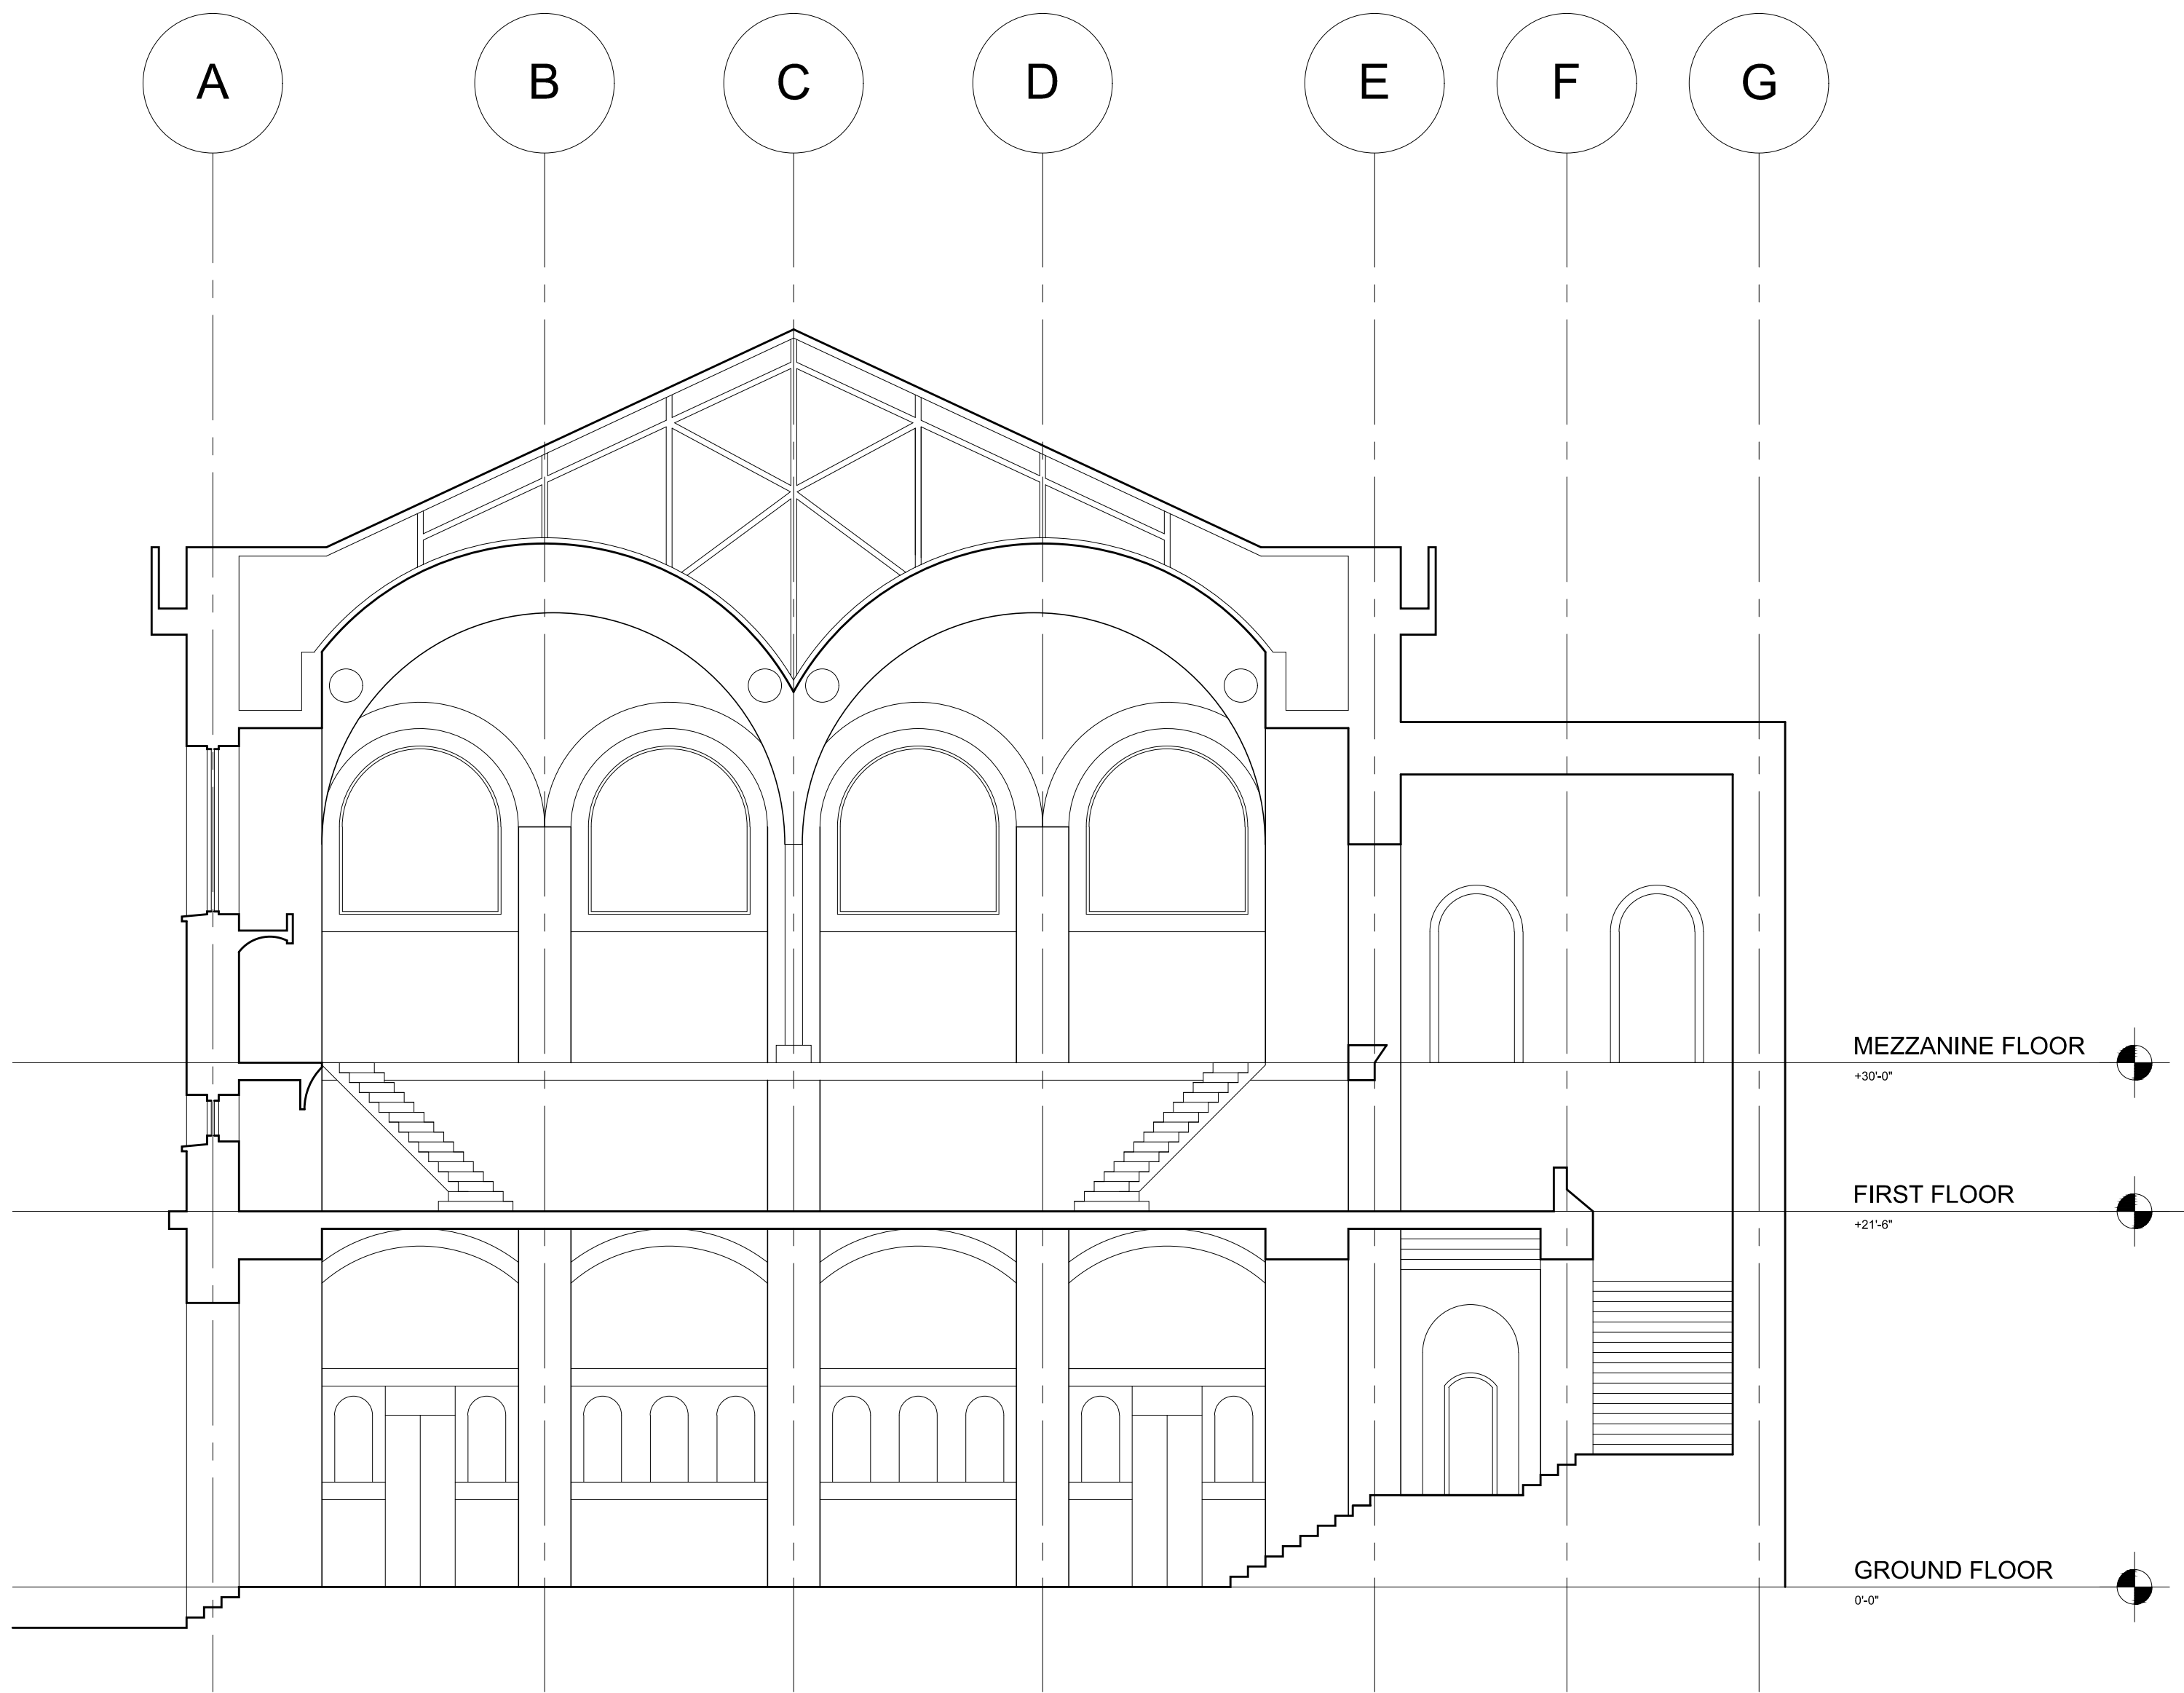 A B C D E F G
MEZZANINE FLOOR
+30'-0"
FIRST FLOOR
+21'-6"
GROUND FLOOR
0'-0"